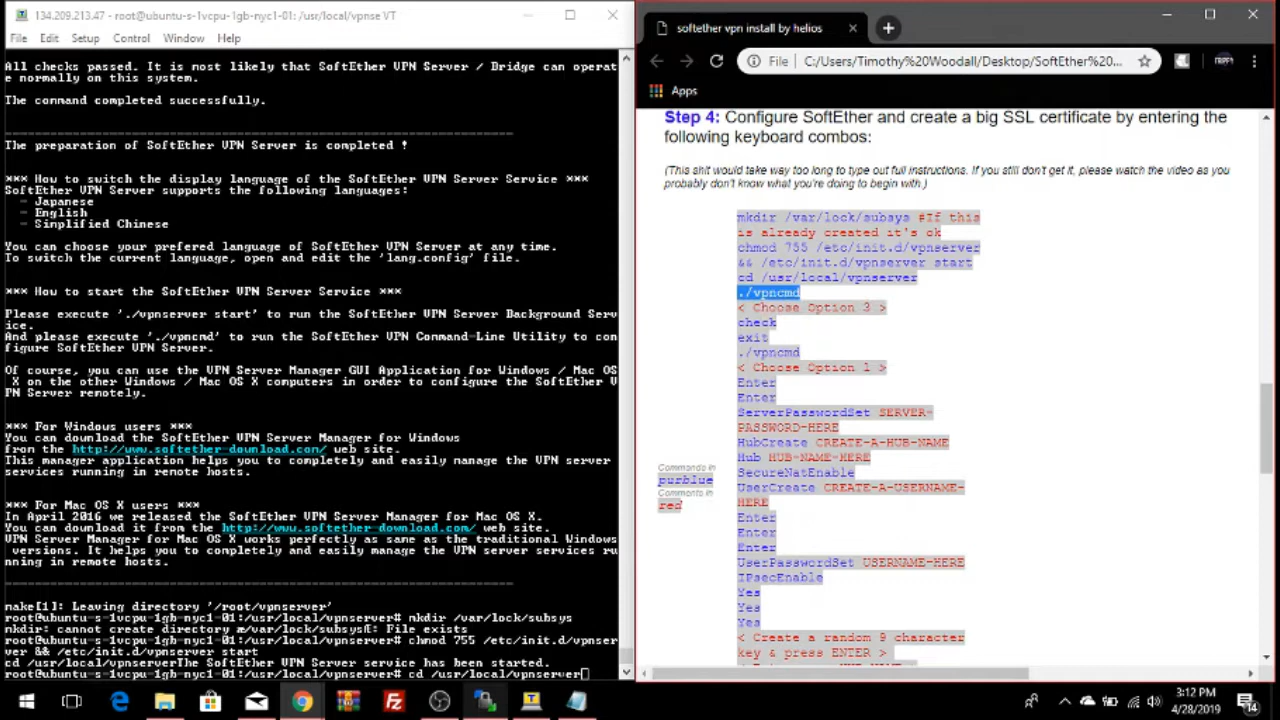 134.209.213.47 - root@ubuntu-s-1vcpu-1gb-nyc1-01: /usr/local/vpnse VT
File Edit Setup Control Window Help
All checks passed. It is most likely that SoftEther VPN Server / Bridge can operat
e normally on this system.
The command completed successfully.
--------------------------------------------------------------------
The preparation of SoftEther VPN Server is completed !
*** How to switch the display language of the SoftEther VPN Server Service ***
SoftEther VPN Server supports the following languages:
- Japanese
- English
- Simplified Chinese
You can choose your prefered language of SoftEther VPN Server at any time.
To switch the current language, open and edit the 'lang.config' file.
*** How to start the SoftEther VPN Server Service ***
Please execute './vpnserver start' to run the SoftEther VPN Server Background Serv
ice.
And please execute './vpncmd' to run the SoftEther VPN Command-Line Utility to con
figure SoftEther VPN Server.
Of course, you can use the VPN Server Manager GUI Application for Windows / Mac OS
X on the other Windows / Mac OS X computers in order to configure the SoftEther V
PN Server remotely.
*** For Windows users ***
You can download the SoftEther VPN Server Manager for Windows
from the http://www.softether-download.com/ web site.
This manager application helps you to completely and easily manage the VPN server
services running in remote hosts.
*** For Mac OS X users ***
In April 2016 we released the SoftEther VPN Server Manager for Mac OS X.
You can download it from the http://www.softether-download.com/ web site.
VPN Server Manager for Mac OS X works perfectly as same as the traditional Windows
versions. It helps you to completely and easily manage the VPN server services ru
nning in remote hosts.
--------------------------------------------------------------------
make[1]: Leaving directory '/root/vpnserver'
root@ubuntu-s-1vcpu-1gb-nyc1-01:/usr/local/vpnserver# mkdir /var/lock/subsys
root@ubuntu-s-1vcpu-1gb-nyc1-01:/usr/local/vpnserver# chmod 755 /etc/init.d/vpnser
ver && /etc/init.d/vpnserver start
cd /usr/local/vpnserverThe SoftEther VPN Server service has been started.
root@ubuntu-s-1vcpu-1gb-nyc1-01:/usr/local/vpnserver# cd /usr/local/vpnserver
softether vpn install by helios
File C:/Users/Timothy%20Woodall/Desktop/SoftEther%20...
Apps
Step 4: Configure SoftEther and create a big SSL certificate by entering the
following keyboard combos:
(This shit would take way too long to type out full instructions. If you still don't get it, please watch the video as you
probably don't know what you're doing to begin with.)
mkdir /var/lock/subsys #If this
is already created it's ok
chmod 755 /etc/init.d/vpnserver
&& /etc/init.d/vpnserver start
cd /usr/local/vpnserver
./vpncmd
< Choose Option 3 >
check
exit
./vpncmd
< Choose Option 1 >
Enter
Enter
ServerPasswordSet SERVER-
PASSWORD-HERE
HubCreate CREATE-A-HUB-NAME
Hub HUB-NAME-HERE
SecureNatEnable
UserCreate CREATE-A-USERNAME-
HERE
Enter
Enter
Enter
UserPasswordSet USERNAME-HERE
IPsecEnable
Yes
Yes
Yes
< Create a random 9 character
key & press ENTER >
Commands in
purblue
Comments in
red
3:12 PM
4/28/2019
14